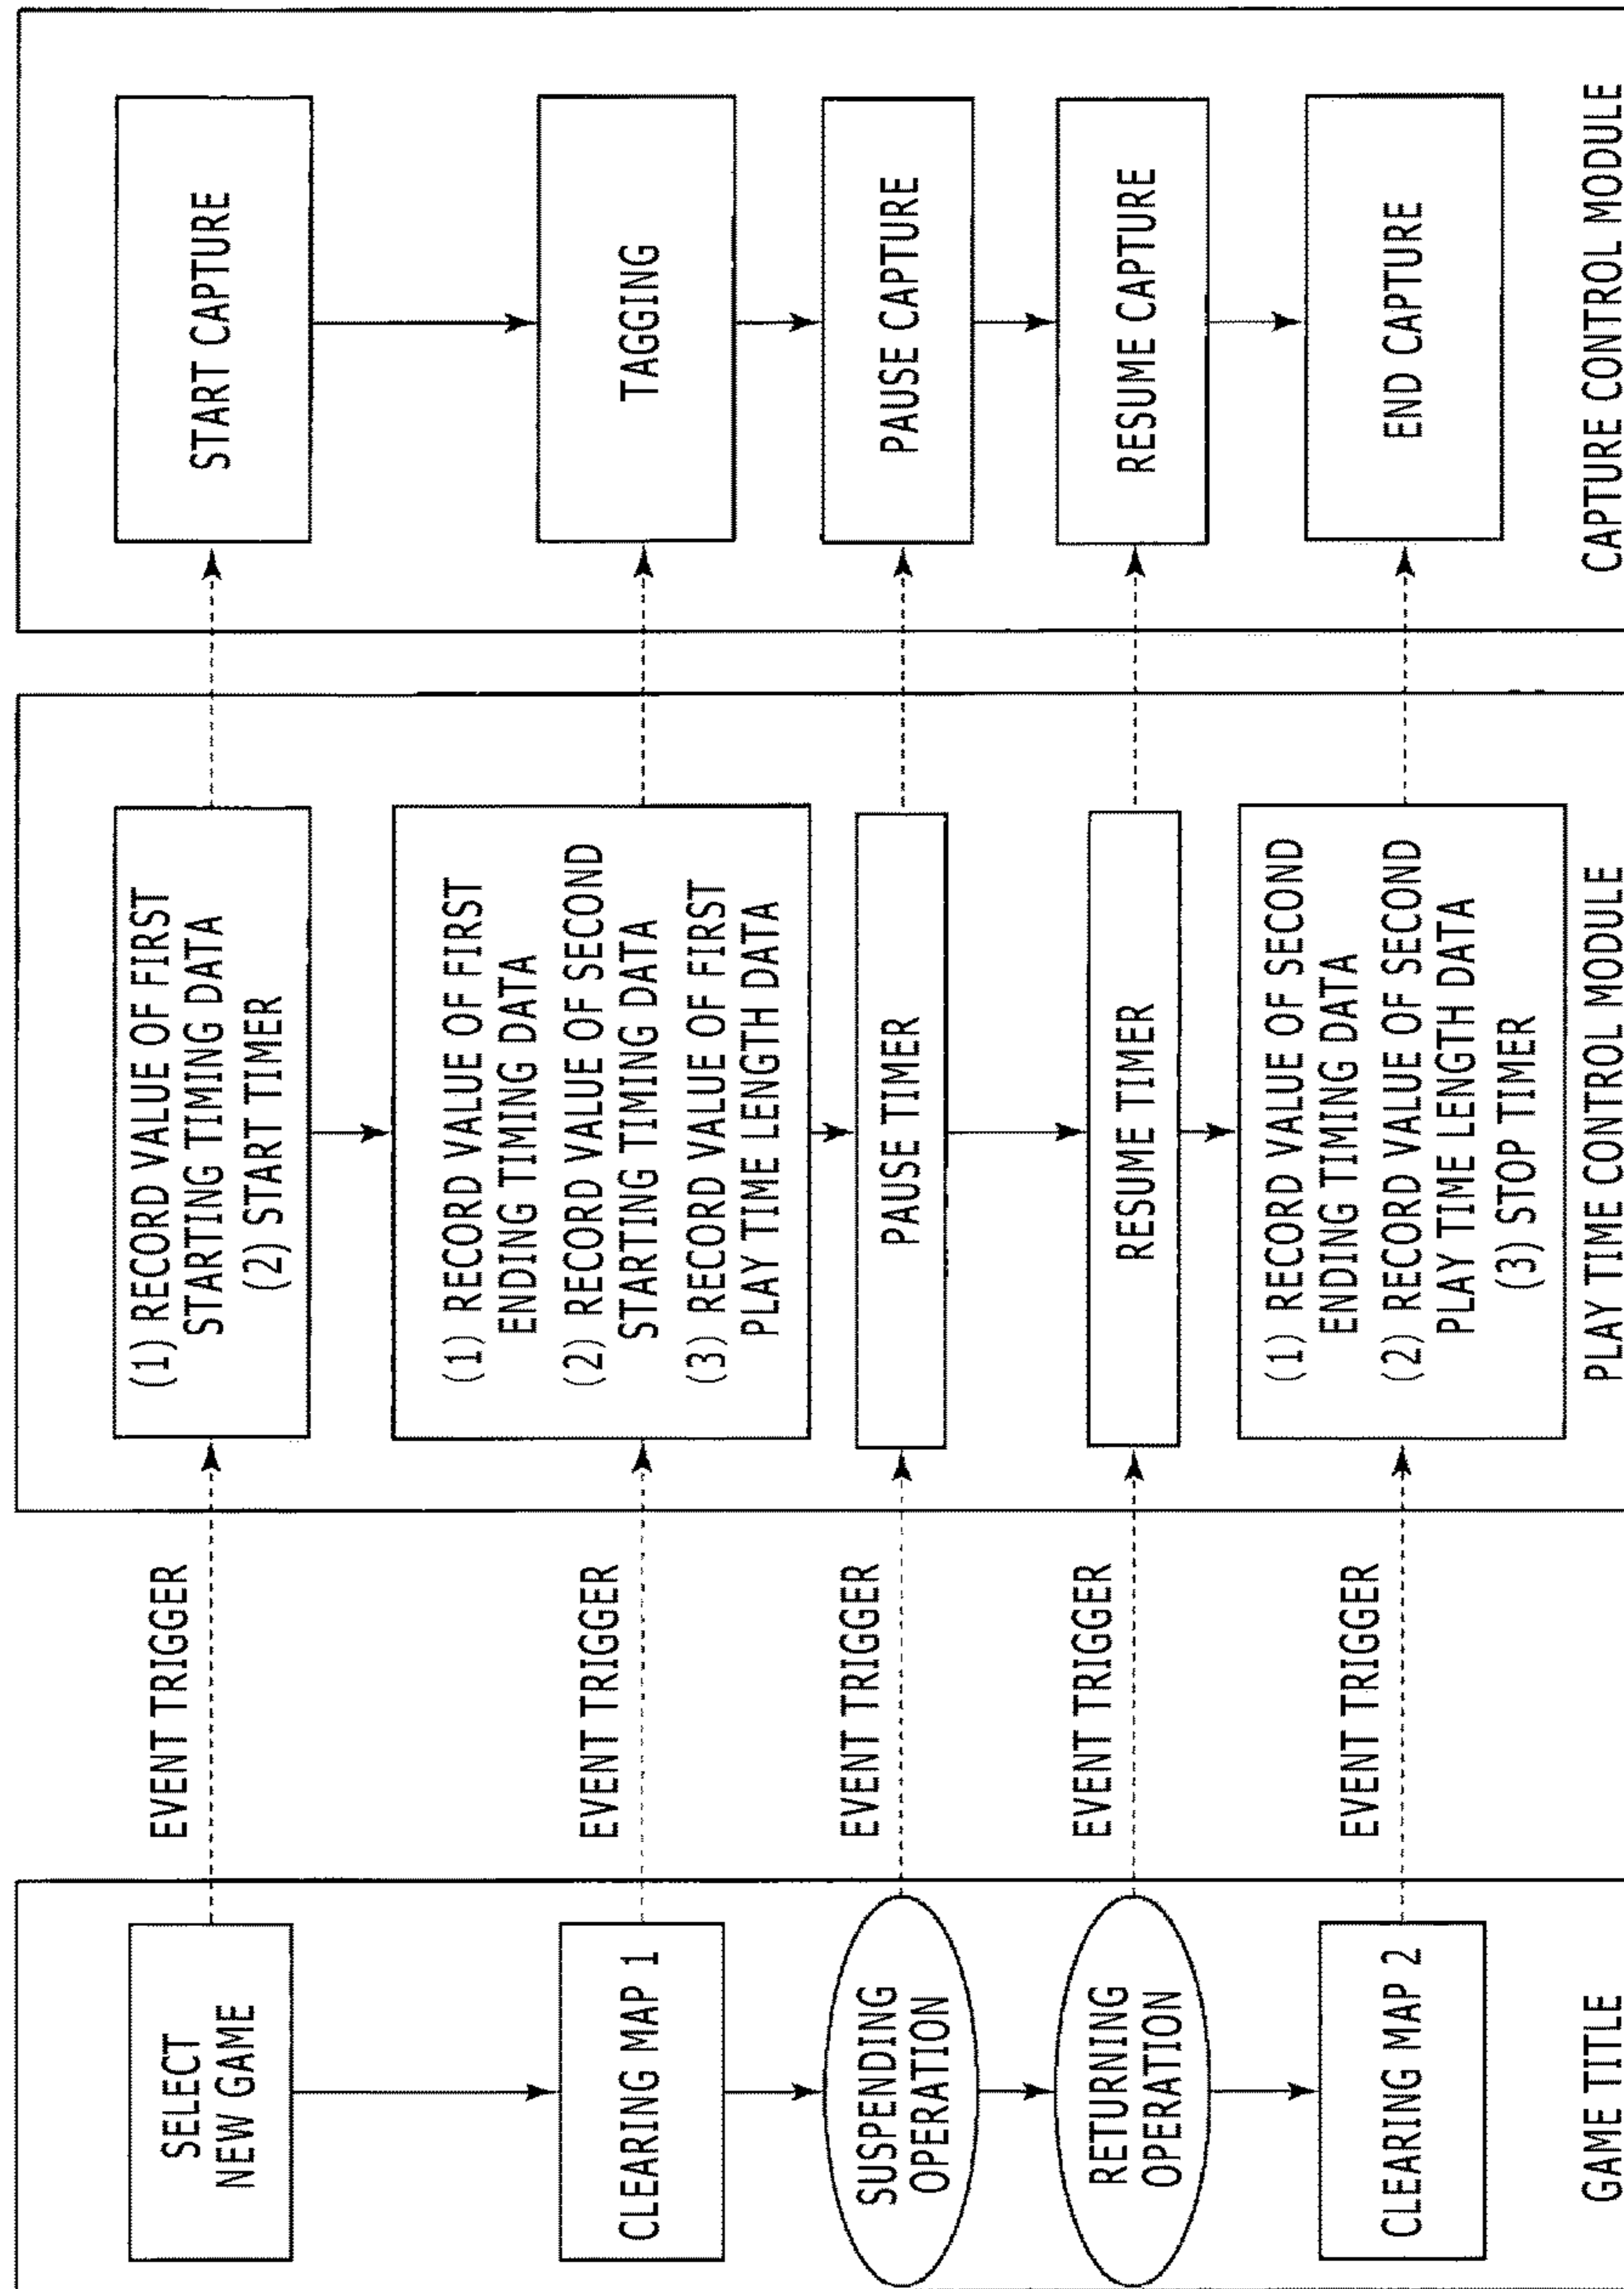 SELECT
NEW GAME
CLEARING MAP 1
SUSPENDING
OPERATION
RETURNING
OPERATION
CLEARING MAP 2
GAME TITLE
EVENT TRIGGER
EVENT TRIGGER
EVENT TRIGGER
EVENT TRIGGER
EVENT TRIGGER
(1) RECORD VALUE OF FIRST
STARTING TIMING DATA
(2) START TIMER
(1) RECORD VALUE OF FIRST
ENDING TIMING DATA
(2) RECORD VALUE OF SECOND
STARTING TIMING DATA
(3) RECORD VALUE OF FIRST
PLAY TIME LENGTH DATA
PAUSE TIMER
RESUME TIMER
(1) RECORD VALUE OF SECOND
ENDING TIMING DATA
(2) RECORD VALUE OF SECOND
PLAY TIME LENGTH DATA
(3) STOP TIMER
PLAY TIME CONTROL MODULE
START CAPTURE
TAGGING
PAUSE CAPTURE
RESUME CAPTURE
END CAPTURE
CAPTURE CONTROL MODULE